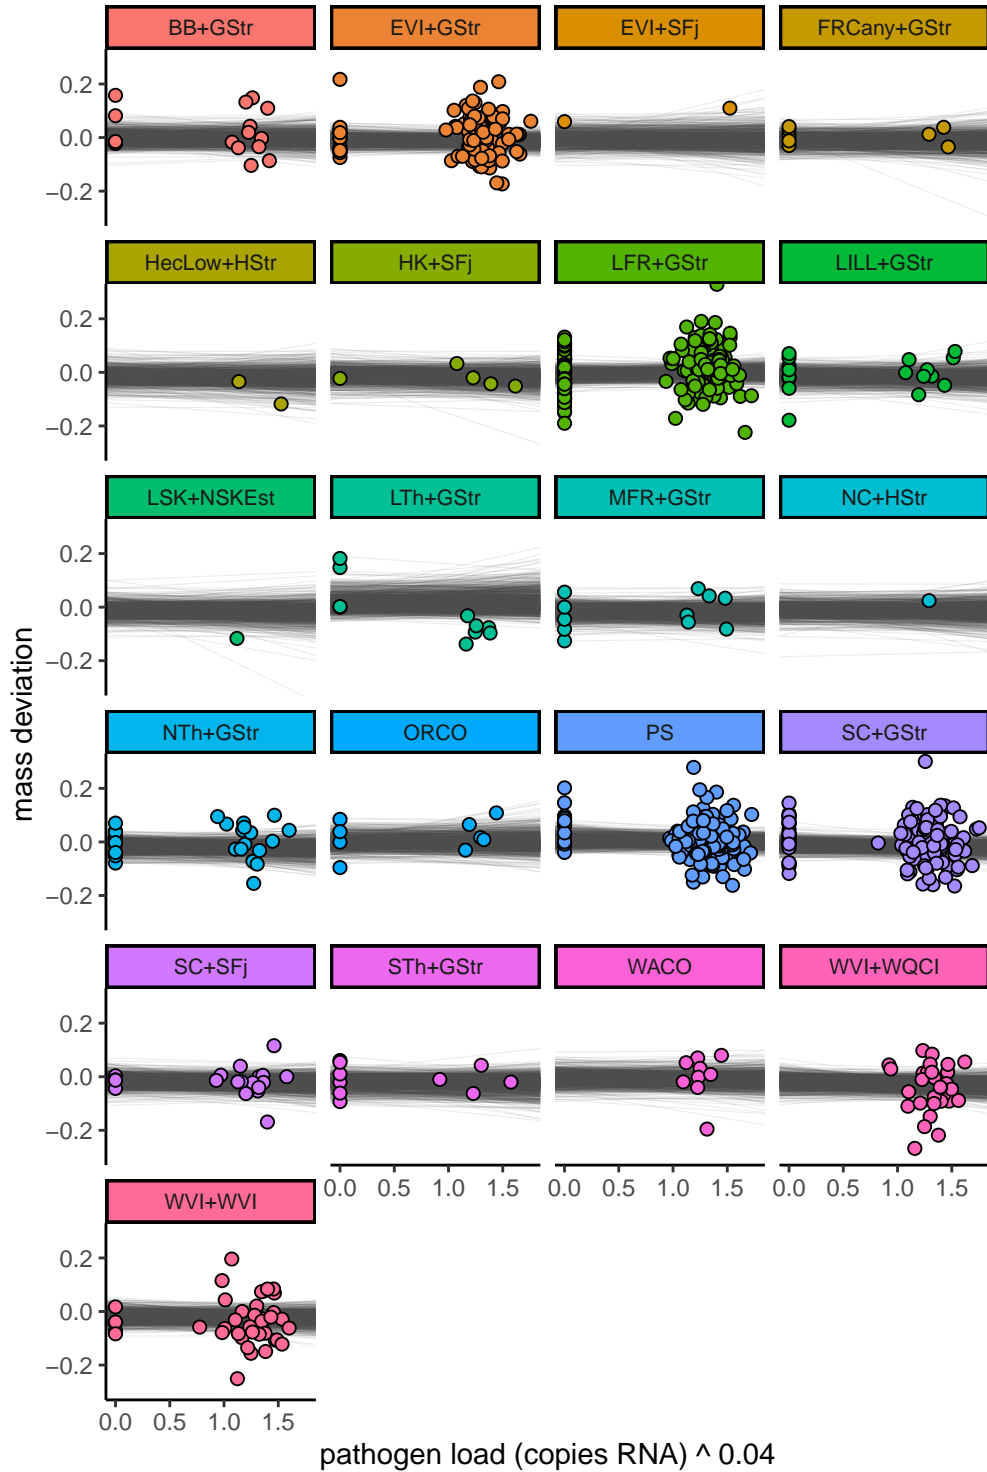 BB+GStr EVI+GStr EVI+SFj FRCany+GStr
0.2
0.0
−0.2
HecLow+HStr HK+SFj LFR+GStr LILL+GStr
0.2
0.0
−0.2
LSK+NSKEst LTh+GStr MFR+GStr NC+HStr
0.2
0.0
−0.2
mass deviation
NTh+GStr ORCO PS SC+GStr
0.2
0.0
−0.2
SC+SFj STh+GStr WACO WVI+WQCI
0.2
0.0
−0.2
0.0 0.5 1.0 1.5 0.0 0.5 1.0 1.5 0.0 0.5 1.0 1.5
WVI+WVI
0.2
0.0
−0.2
0.0 0.5 1.0 1.5
pathogen load (copies RNA) ^ 0.04